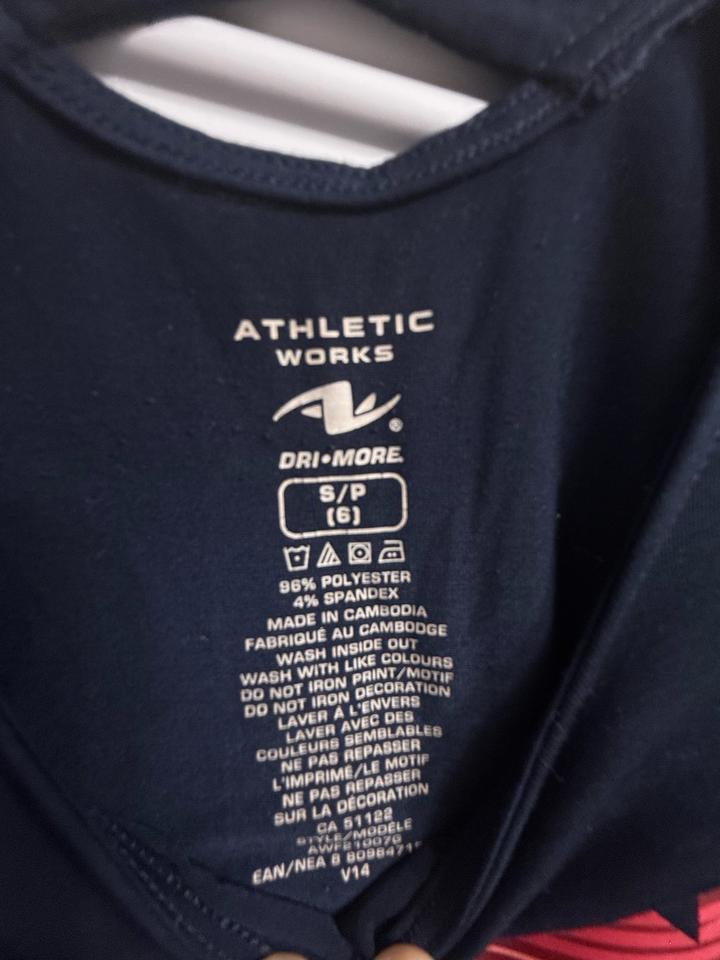 ATHLETIC
WORKS
®
DRI•MORE
S/P
(6)
96% POLYESTER
4% SPANDEX
MADE IN CAMBODIA
FABRIQUÉ AU CAMBODGE
WASH INSIDE OUT
WASH WITH LIKE COLOURS
DO NOT IRON PRINT/MOTIF
DO NOT IRON DECORATION
LAVER À L'ENVERS
LAVER AVEC DES
COULEURS SEMBLABLES
NE PAS REPASSER
L'IMPRIMÉ/LE MOTIF
NE PAS REPASSER
SUR LA DÉCORATION
CA 51122
STYLE/MODÈLE
EAN/NEA 8
V14